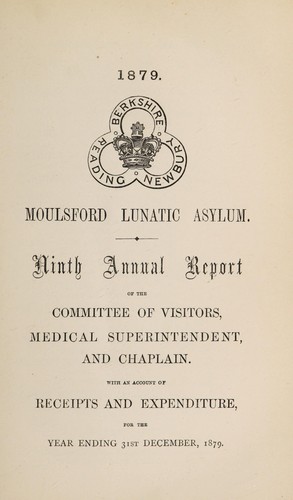 1879.
BERKSHIRE
READING
NEWBURY
MOULSFORD LUNATIC ASYLUM.
Ninth Annual Report
OF THE
COMMITTEE OF VISITORS,
MEDICAL SUPERINTENDENT,
AND CHAPLAIN.
WITH AN ACCOUNT OF
RECEIPTS AND EXPENDITURE,
FOR THE
YEAR ENDING 31ST DECEMBER, 1879.